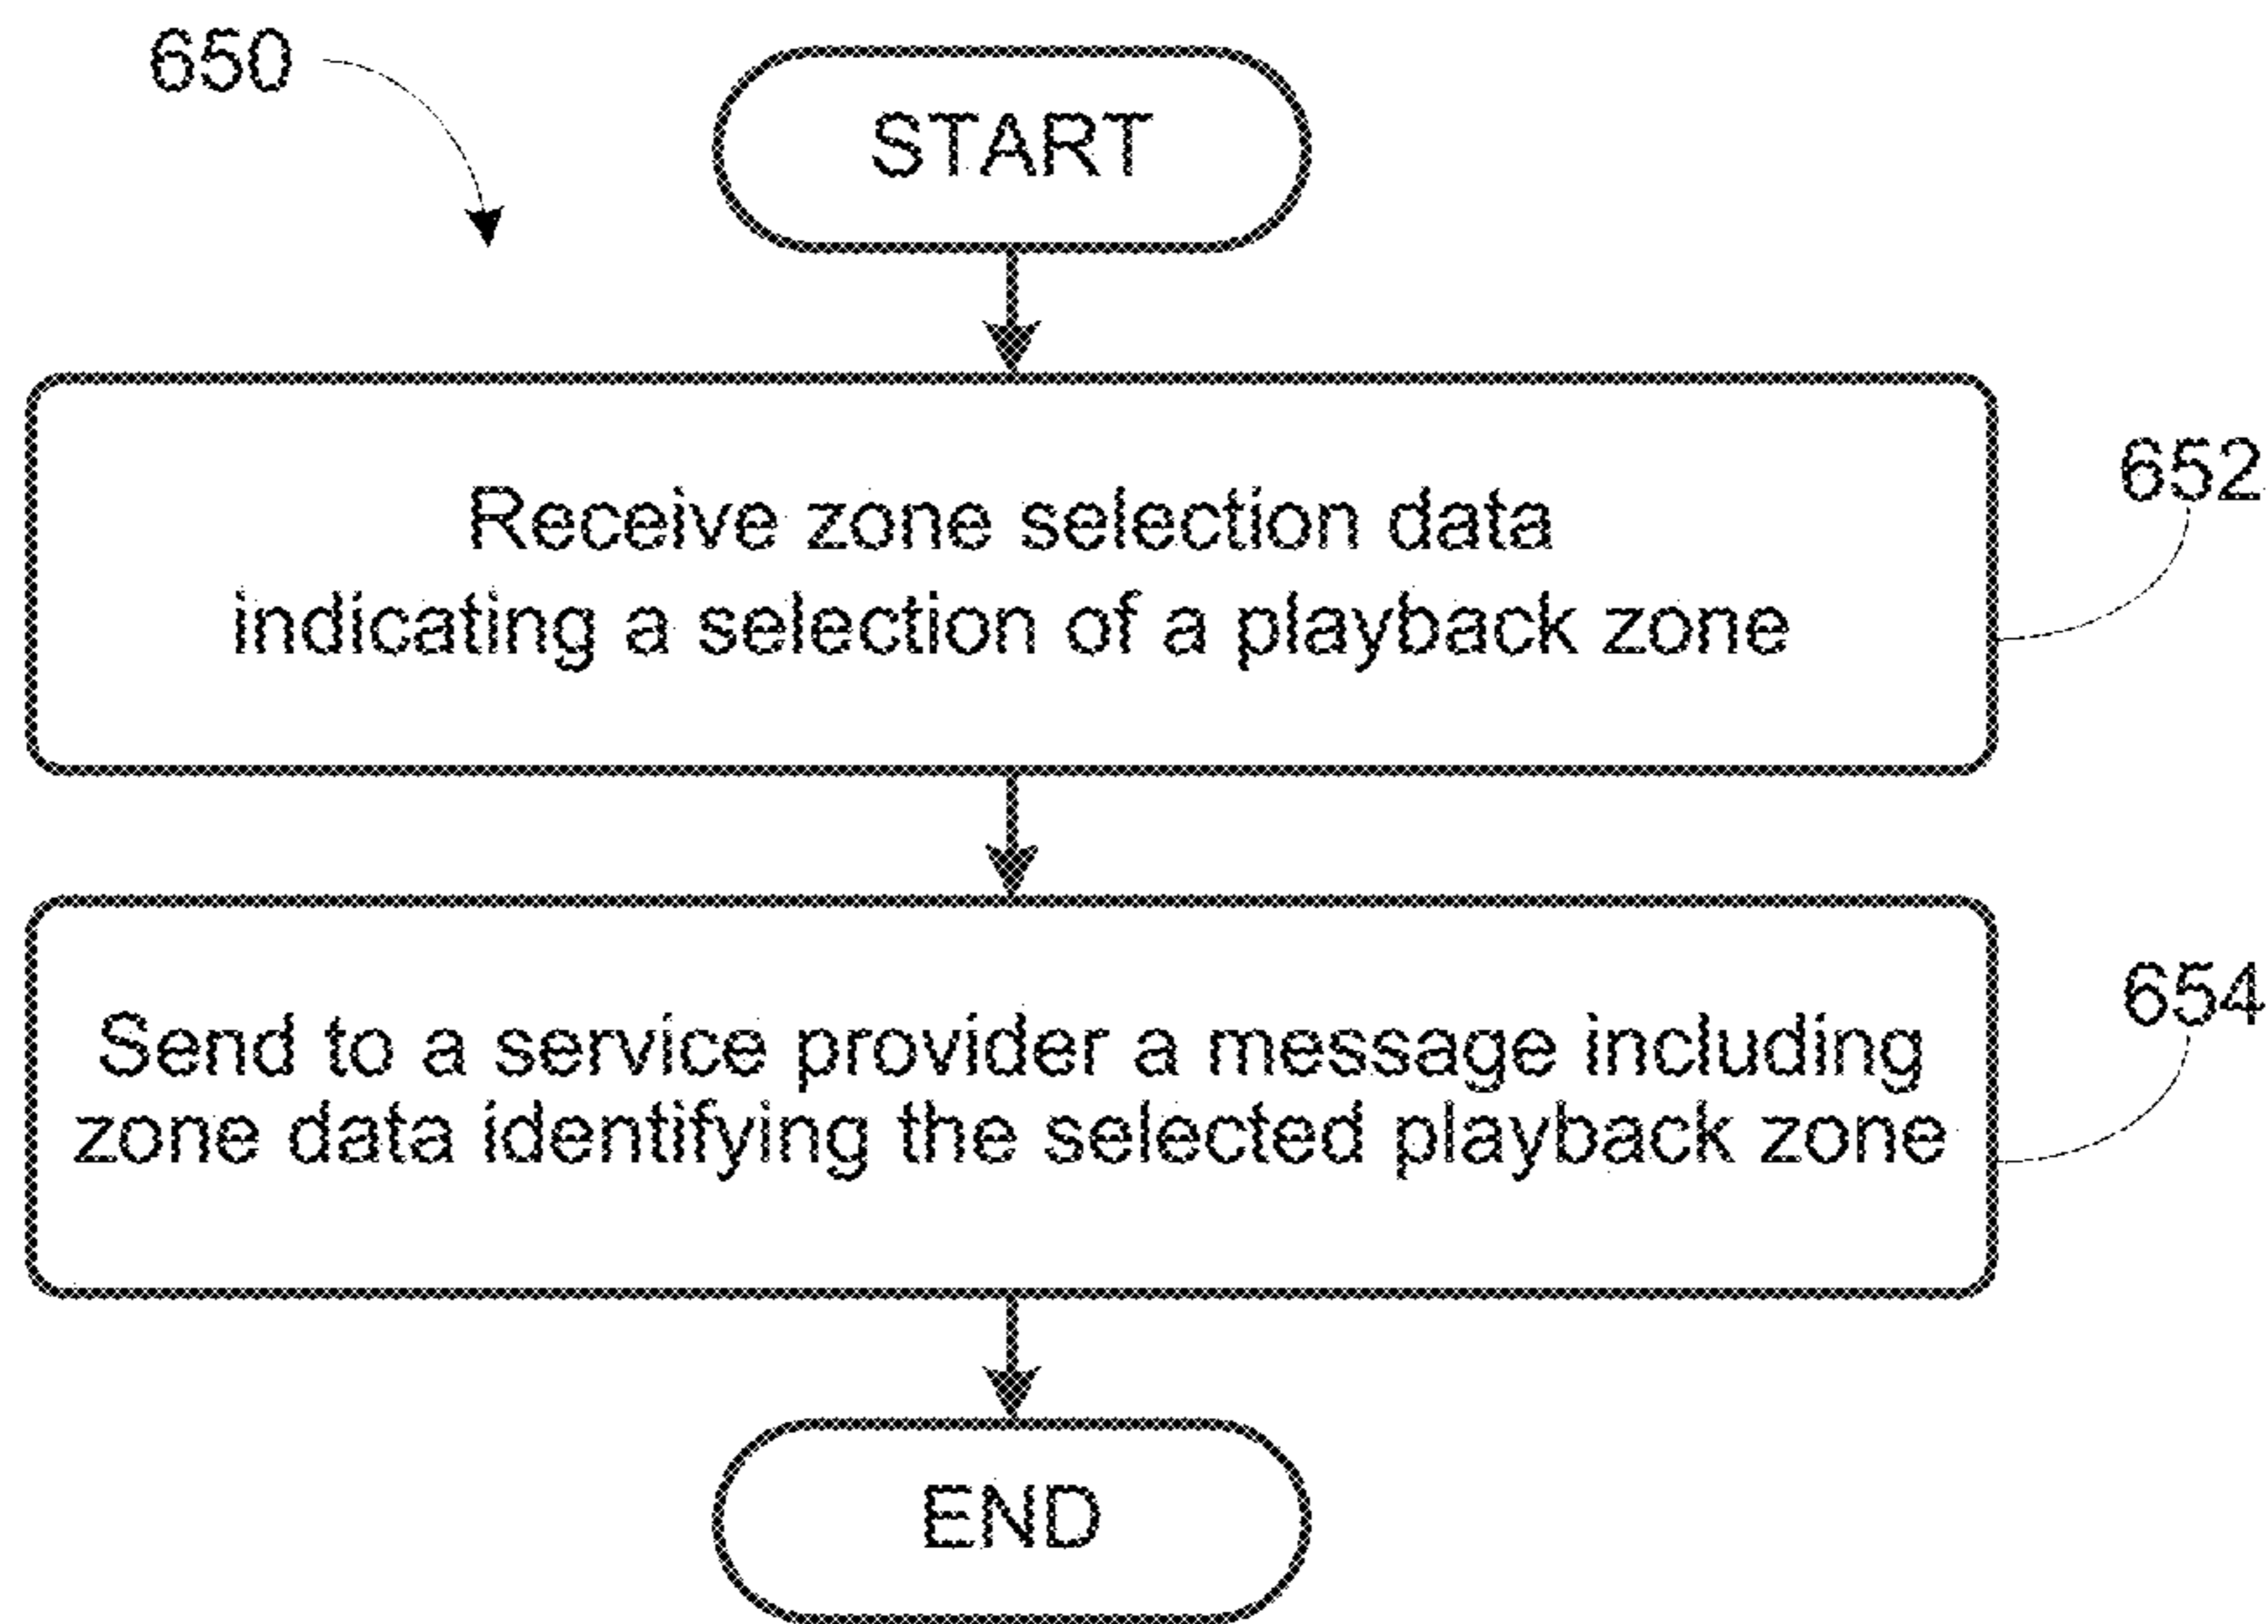 650
START
Receive zone selection data
indicating a selection of a playback zone
652
Send to a service provider a message including
zone data identifying the selected playback zone
654
END